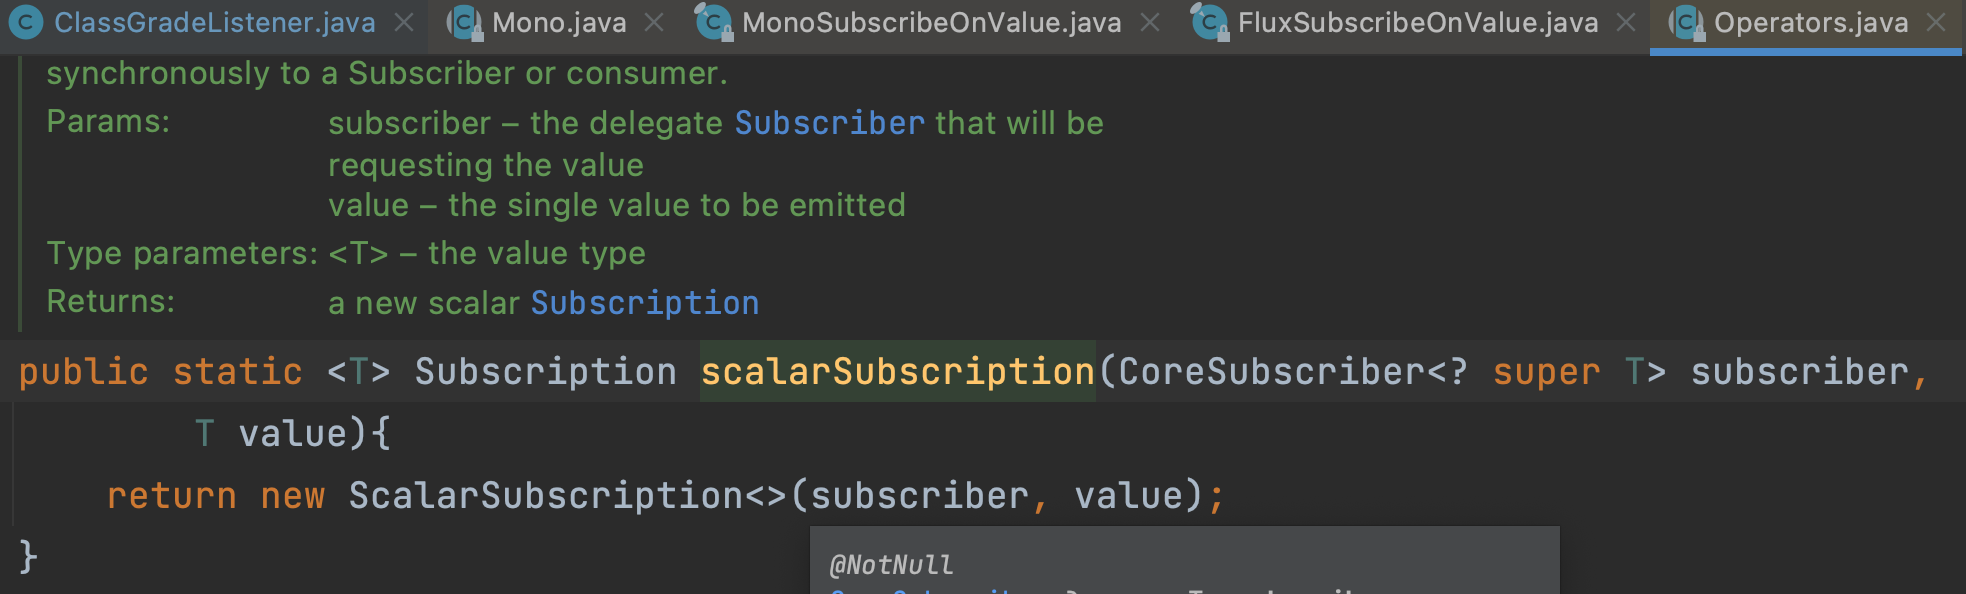 ClassGradeListener.java Mono.java MonoSubscribeOnValue.java FluxSubscribeOnValue.java Operators.java
synchronously to a Subscriber or consumer.
Params: subscriber – the delegate Subscriber that will be
requesting the value
value – the single value to be emitted
Type parameters: <T> – the value type
Returns: a new scalar Subscription
public static <T> Subscription scalarSubscription(CoreSubscriber<? super T> subscriber,
T value){
return new ScalarSubscription<>(subscriber, value);
}
@NotNull